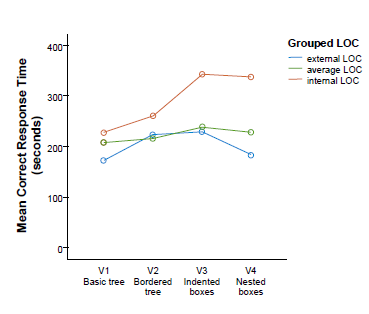 Grouped LOC
external LOC
average LOC
internal LOC
Mean Correct Response Time
(seconds)
400
300
200
100
0
V1
Basic tree
V2
Bordered
tree
V3
Indented
boxes
V4
Nested
boxes